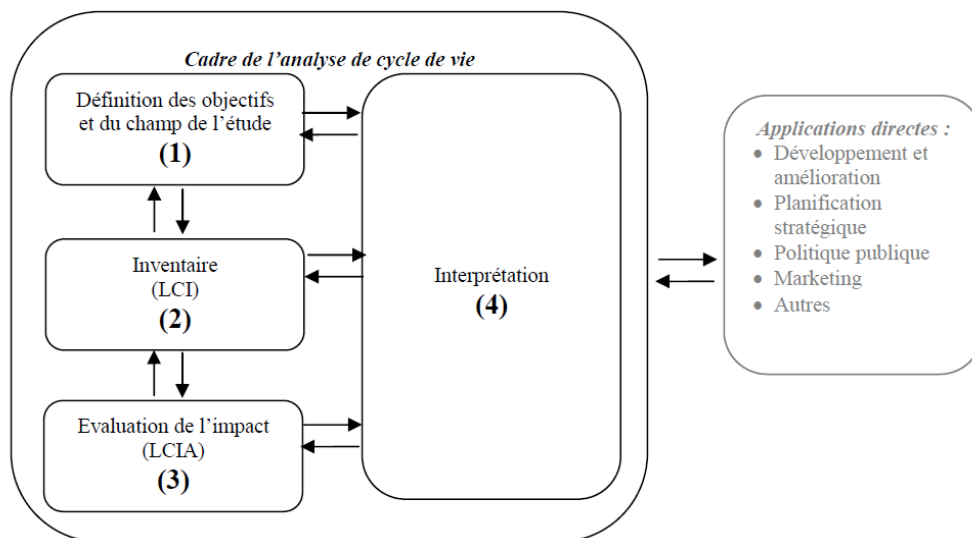 Cadre de l’analyse de cycle de vie
Définition des objectifs
et du champ de l’étude
(1)
Inventaire
(LCI)
(2)
Evaluation de l’impact
(LCIA)
(3)
Interprétation
(4)
Applications directes :
• Développement et
amélioration
• Planification
stratégique
• Politique publique
• Marketing
• Autres